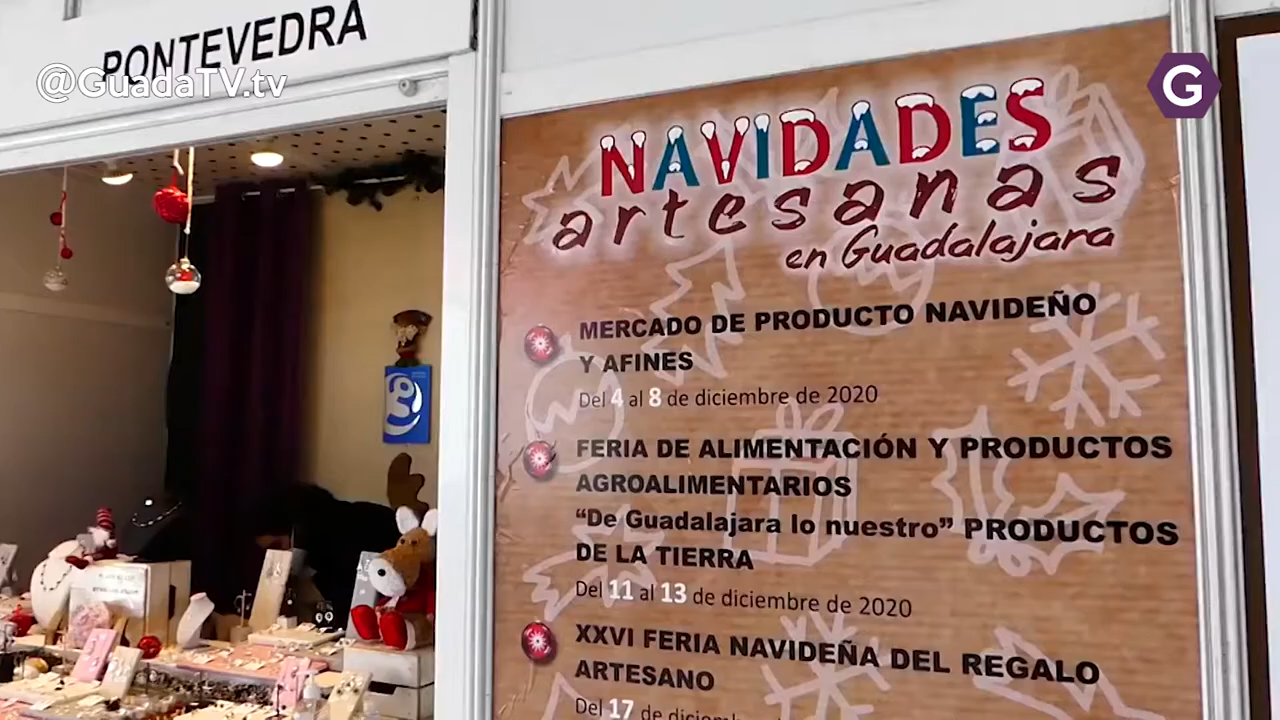 PONTEVEDRA
@GuadaTV.tv
G
NAVIDADES
artesanas
en Guadalajara
MERCADO DE PRODUCTO NAVIDEÑO
Y AFINES
Del 4 al 8 de diciembre de 2020
FERIA DE ALIMENTACIÓN Y PRODUCTOS
AGROALIMENTARIOS
“De Guadalajara lo nuestro” PRODUCTOS
DE LA TIERRA
Del 11 al 13 de diciembre de 2020
XXVI FERIA NAVIDEÑA DEL REGALO
ARTESANO
Del 17 de